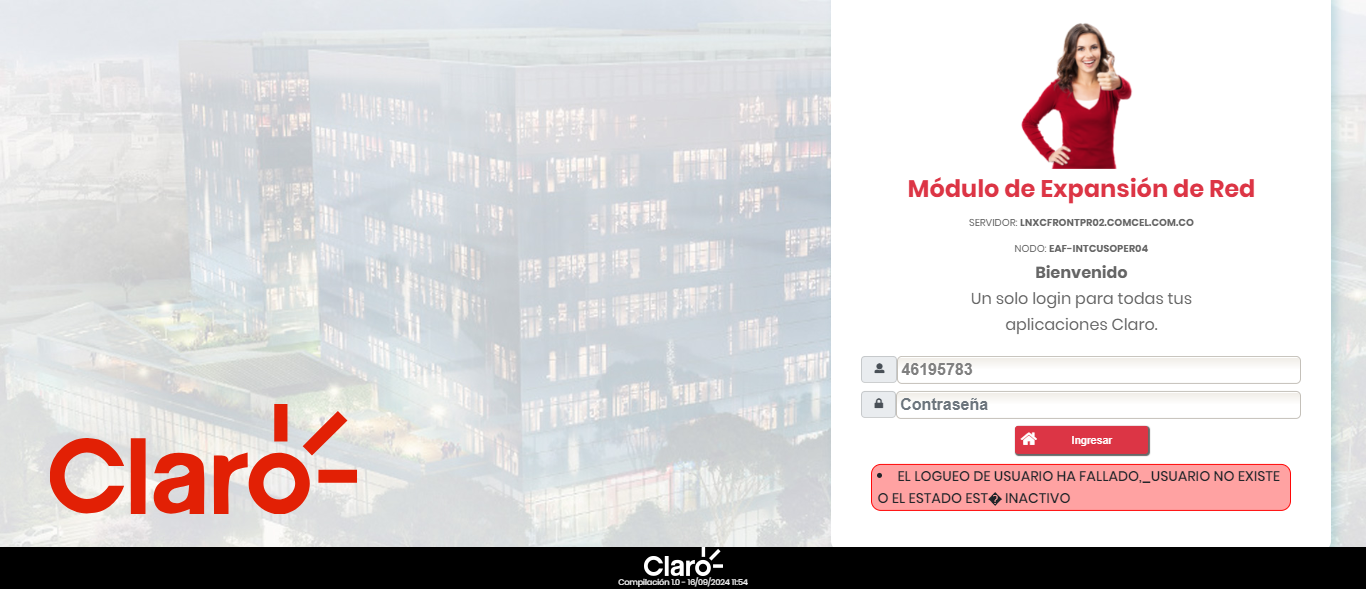 Módulo de Expansión de Red
SERVIDOR: LNXCFRONTPR02.COMCEL.COM.CO
NODO: EAF-INTCUSOPER04
Bienvenido
Un solo login para todas tus
aplicaciones Claro.
46195783
Contraseña
Ingresar
• EL LOGUEO DE USUARIO HA FALLADO,_USUARIO NO EXISTE
O EL ESTADO EST� INACTIVO
Claro
Claro
Compilación 1.0 - 16/09/2024 11:54